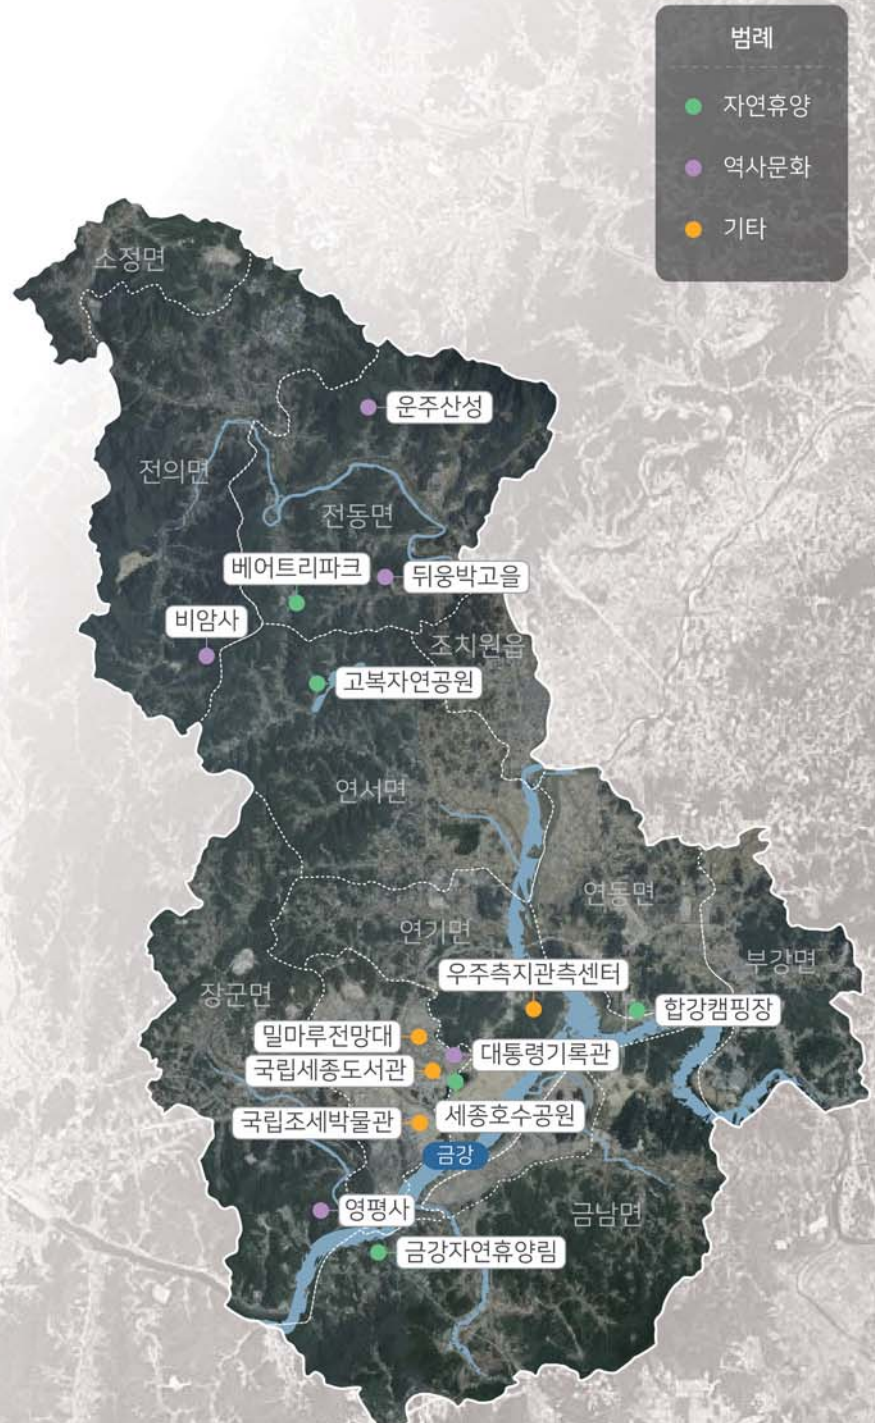 범례
자연휴양
역사문화
기타
소정면
운주산성
전의면
전동면
베어트리파크
뒤웅박고을
비암사
조치원읍
고복자연공원
연서면
연동면
연기면
부강면
우주측지관측센터
장군면
합강캠핑장
밀마루전망대
대통령기록관
국립세종도서관
국립조세박물관
세종호수공원
금강
영평사
금남면
금강자연휴양림